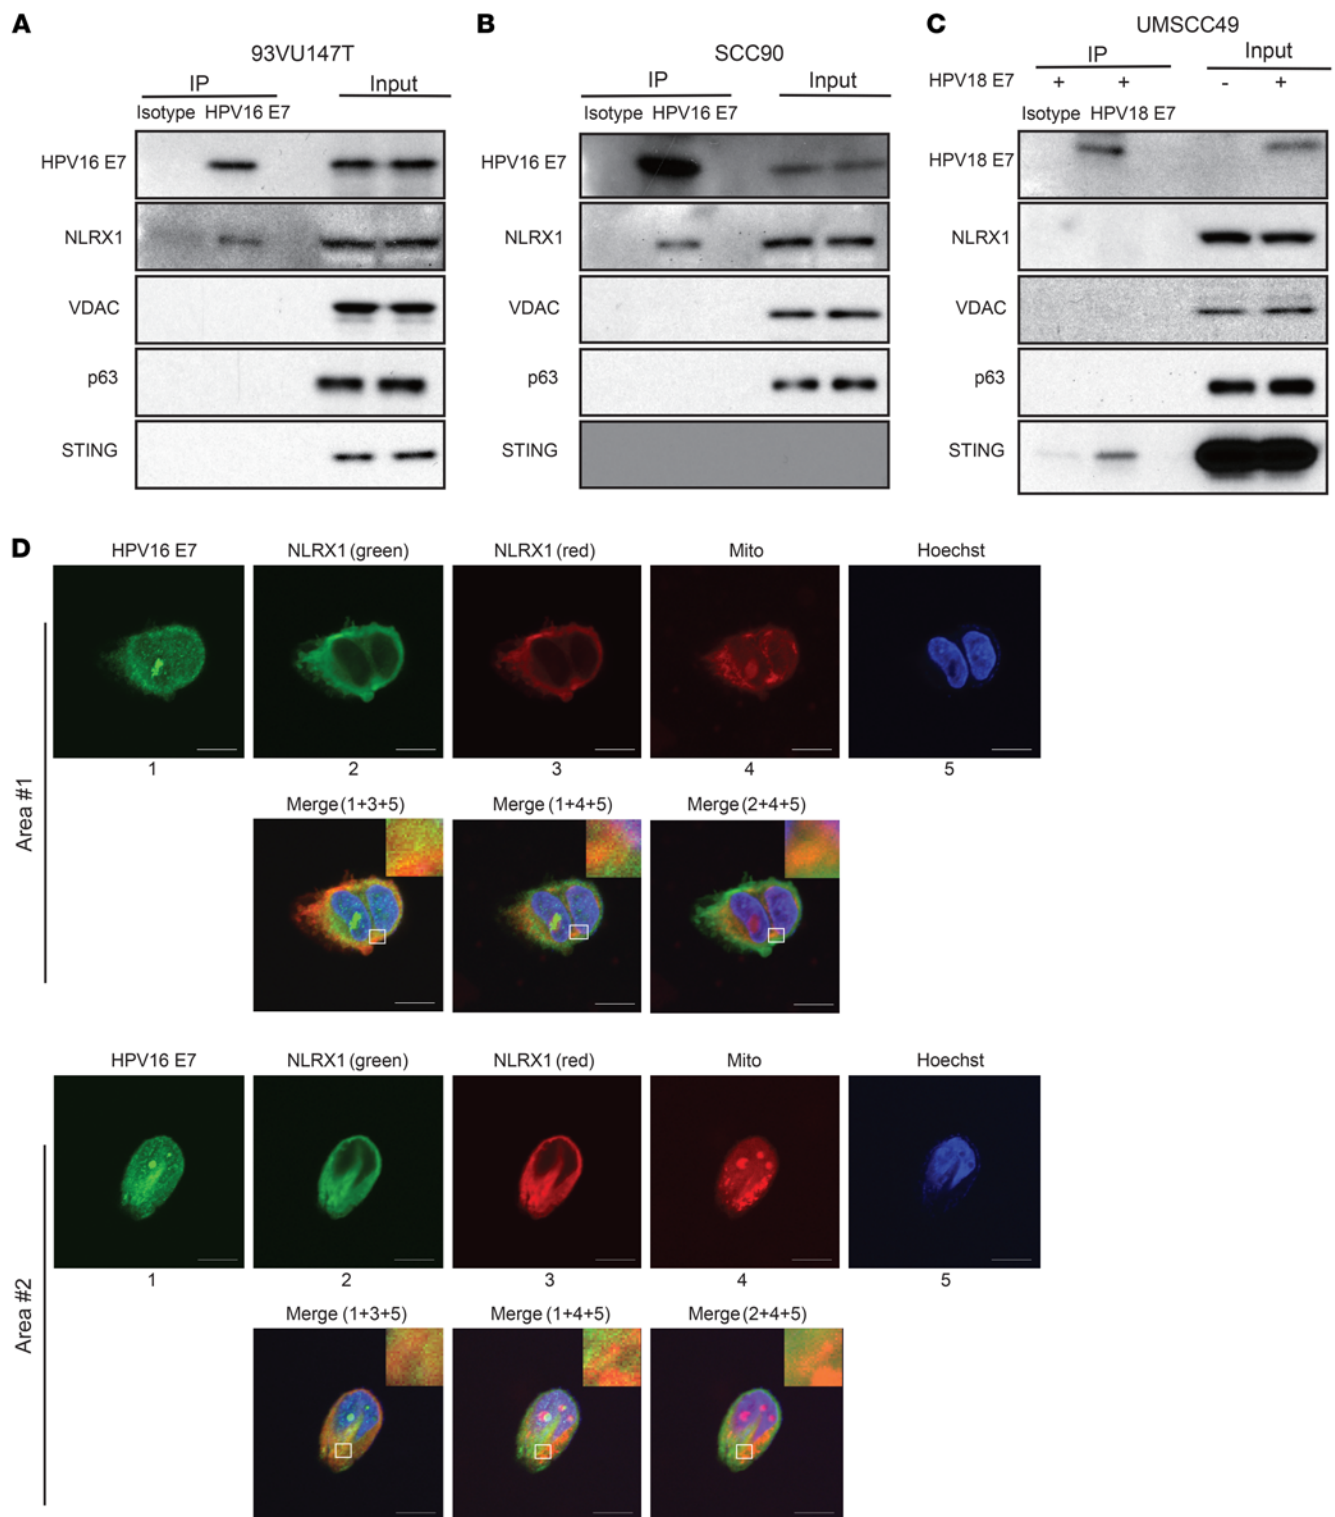 A
93VU147T
IP Input
Isotype HPV16 E7
HPV16 E7
NLRX1
VDAC
p63
STING
B
SCC90
IP Input
Isotype HPV16 E7
HPV16 E7
NLRX1
VDAC
p63
STING
C
UMSCC49
IP Input
HPV18 E7 + + - +
Isotype HPV18 E7
HPV18 E7
NLRX1
VDAC
p63
STING
D
Area #1
HPV16 E7 NLRX1 (green) NLRX1 (red) Mito Hoechst
1 2 3 4 5
Merge (1+3+5) Merge (1+4+5) Merge (2+4+5)
Area #2
HPV16 E7 NLRX1 (green) NLRX1 (red) Mito Hoechst
1 2 3 4 5
Merge (1+3+5) Merge (1+4+5) Merge (2+4+5)